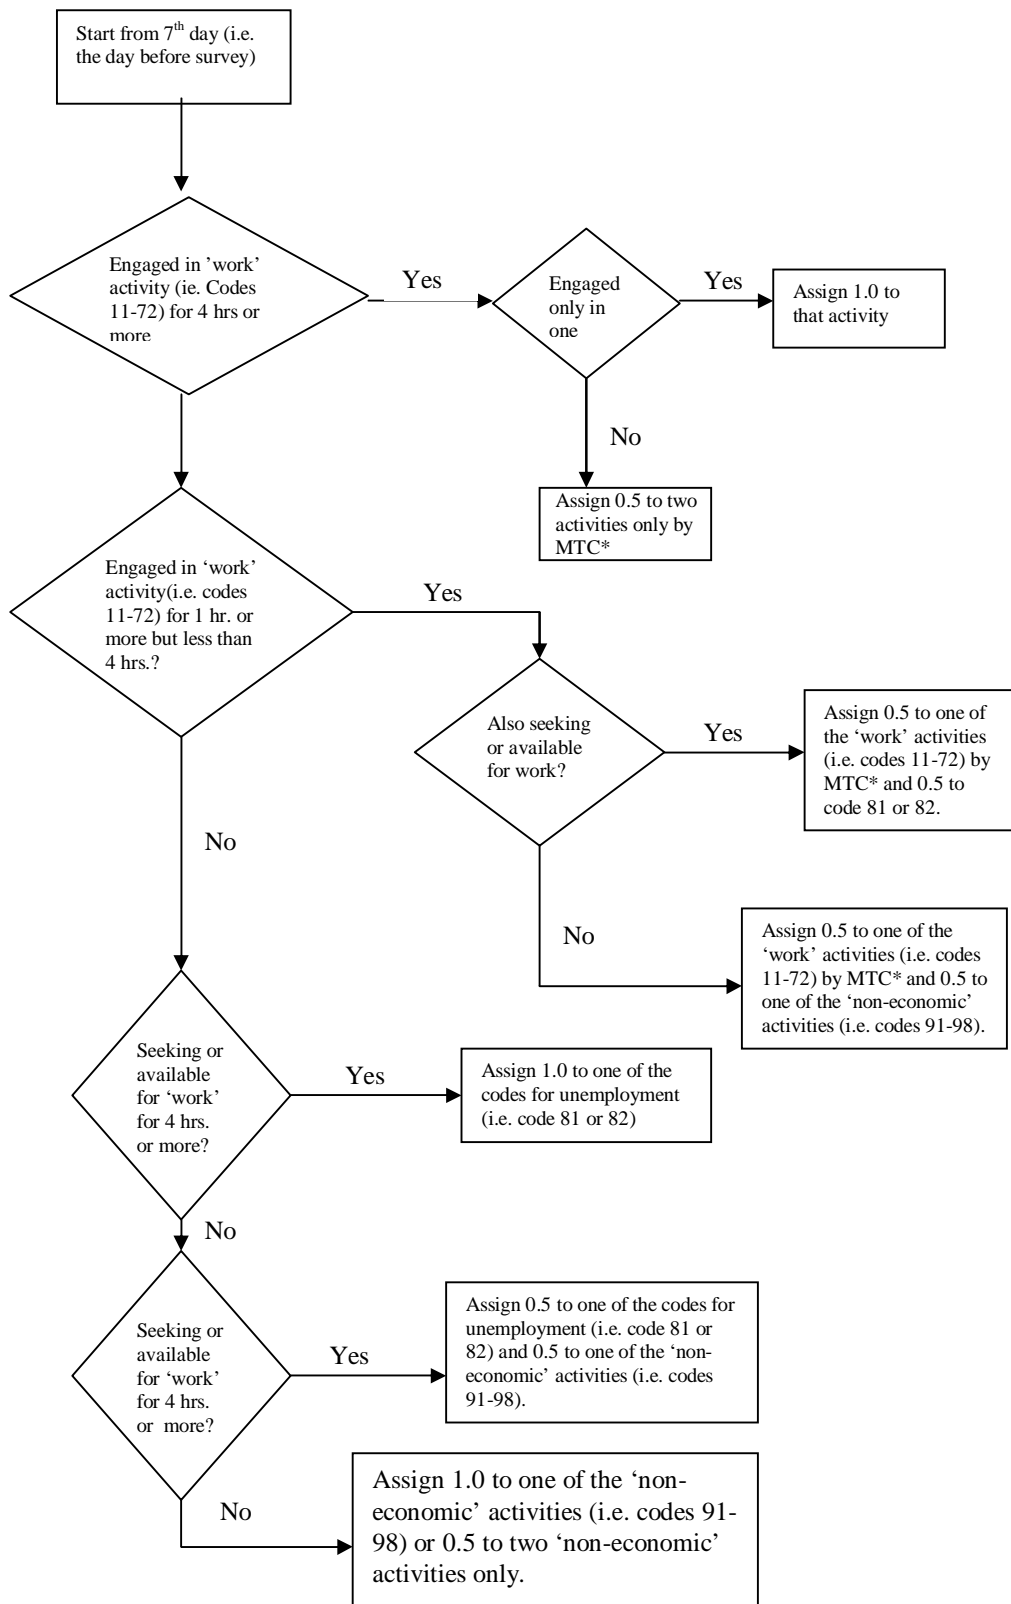 Start from 7th day (i.e.
the day before survey)
Engaged in ’work’
activity (ie. Codes
11-72) for 4 hrs or
more
Yes
Engaged
only in
one
Yes
Assign 1.0 to
that activity
No
Assign 0.5 to two
activities only by
MTC*
Engaged in ‘work’
activity(i.e. codes
11-72) for 1 hr. or
more but less than
4 hrs.?
Yes
Also seeking
or available
for work?
Yes
Assign 0.5 to one of
the ‘work’ activities
(i.e. codes 11-72) by
MTC* and 0.5 to
code 81 or 82.
No
No
Assign 0.5 to one of the
‘work’ activities (i.e. codes
11-72) by MTC* and 0.5 to
one of the ‘non-economic’
activities (i.e. codes 91-98).
Seeking or
available
for ‘work’
for 4 hrs.
or more?
Yes
Assign 1.0 to one of the
codes for unemployment
(i.e. code 81 or 82)
No
Seeking or
available
for ‘work’
for 4 hrs.
or  more?
Yes
Assign 0.5 to one of the codes for
unemployment (i.e. code 81 or
82) and 0.5 to one of the ‘non-
economic’ activities (i.e. codes
91-98).
No
Assign 1.0 to one of the ‘non-
economic’ activities (i.e. codes 91-
98) or 0.5 to two ‘non-economic’
activities only.